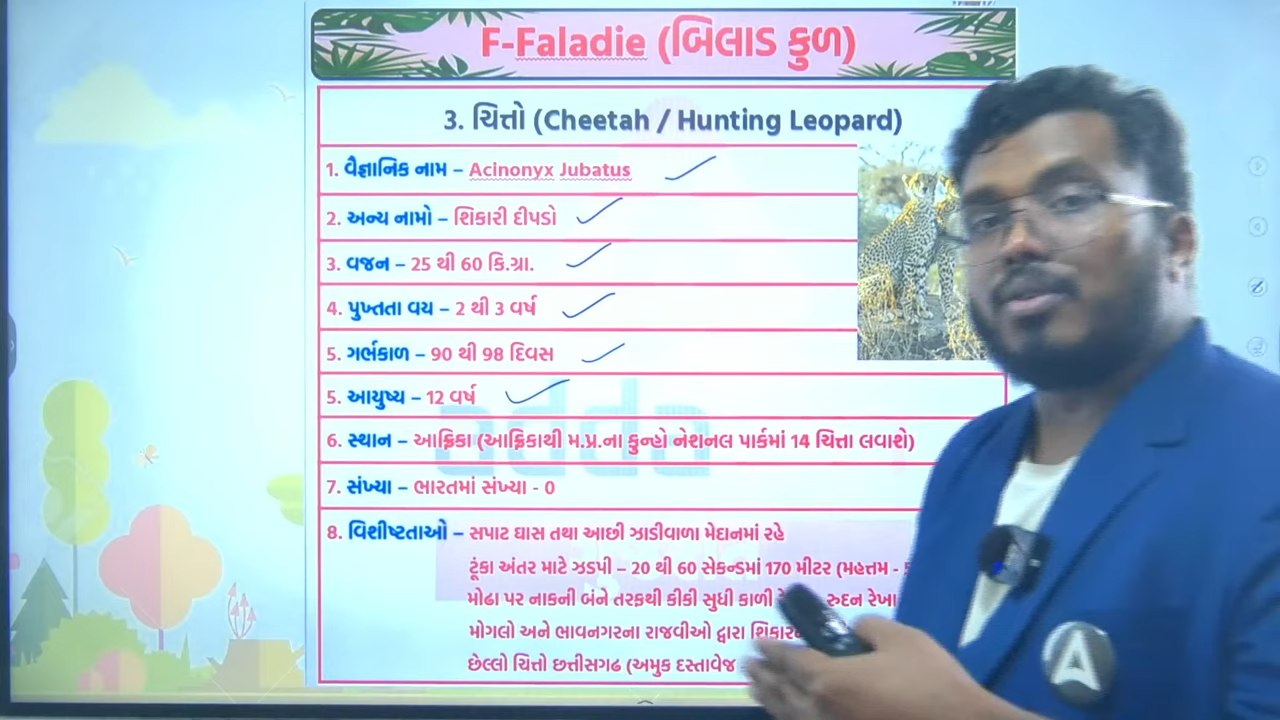 F-Faladie (બિલાડ કુળ)
3. ચિત્તો (Cheetah / Hunting Leopard)
1. વૈજ્ઞાનિક નામ – Acinonyx Jubatus
2. અન્ય નામો – શિકારી દીપડો
3. વજન – 25 થી 60 કિ.ગ્રા.
4. પુખ્તતા વય – 2 થી 3 વર્ષ
5. ગર્ભકાળ – 90 થી 98 દિવસ
5. આયુષ્ય – 12 વર્ષ
6. સ્થાન – આફ્રિકા (આફ્રિકાથી મ.પ્ર.ના કુન્હો નેશનલ પાર્કમાં 14 ચિત્તા લવાશે)
7. સંખ્યા – ભારતમાં સંખ્યા - 0
8. વિશીષ્ટતાઓ – સપાટ ઘાસ તથા આછી ઝાડીવાળા મેદાનમાં રહે
ટૂંકા અંતર માટે ઝડપી – 20 થી 60 સેકન્ડમાં 170 મીટર (મહત્તમ -
મોઢા પર નાકની બંને તરફથી કીકી સુધી કાળી રુદન રેખા
મોગલો અને ભાવનગરના રાજવીઓ દ્વારા
છેલ્લો ચિત્તો છત્તીસગઢ (અમુક દસ્તાવેજ
adda
A